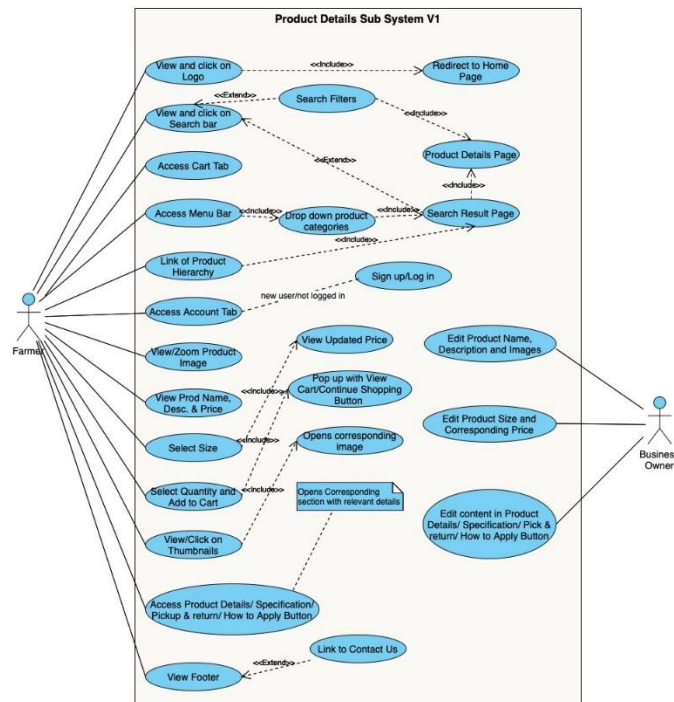 Product Details Sub System V1
View and click on
Logo
<<Include>>
Redirect to Home
Page
<<Extend>>
Search Filters
View and click on
Search bar
<<Include>>
Product Details Page
<<Extend>>
Access Cart Tab
<<Include>>
Access Menu Bar
<<Include>>
Drop down product
categories
<<Include>>
Search Result Page
<<Include>>
Link of Product
Hierarchy
Sign up/Log in
new user/not logged in
Access Account Tab
Farmer
View Updated Price
Edit Product Name,
Description and Images
View/Zoom Product
Image
Pop up with View
Cart/Continue Shopping
Button
View Prod Name,
Desc. & Price
<<Include>>
Edit Product Size and
Corresponding Price
Busines
Owner
Select Size
<<Include>>
Opens corresponding
image
Select Quantity and
Add to Cart
<<Include>>
Opens Corresponding
section with relevant details
Edit content in Product
Details/ Specification/ Pick &
return/ How to Apply Button
View/Click on
Thumbnails
Access Product Details/ Specification/
Pickup & return/ How to Apply Button
Link to Contact Us
<<Extend>>
View Footer